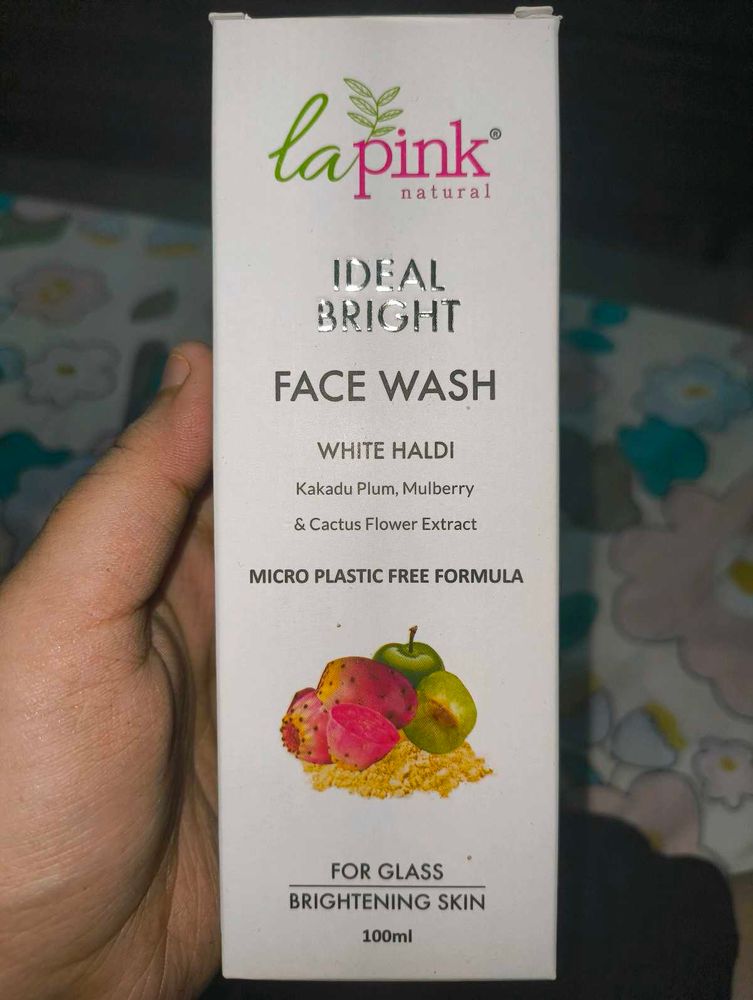 lapink®
natural
IDEAL
BRIGHT
FACE WASH
WHITE HALDI
Kakadu Plum, Mulberry
& Cactus Flower Extract
MICRO PLASTIC FREE FORMULA
FOR GLASS
BRIGHTENING SKIN
100ml